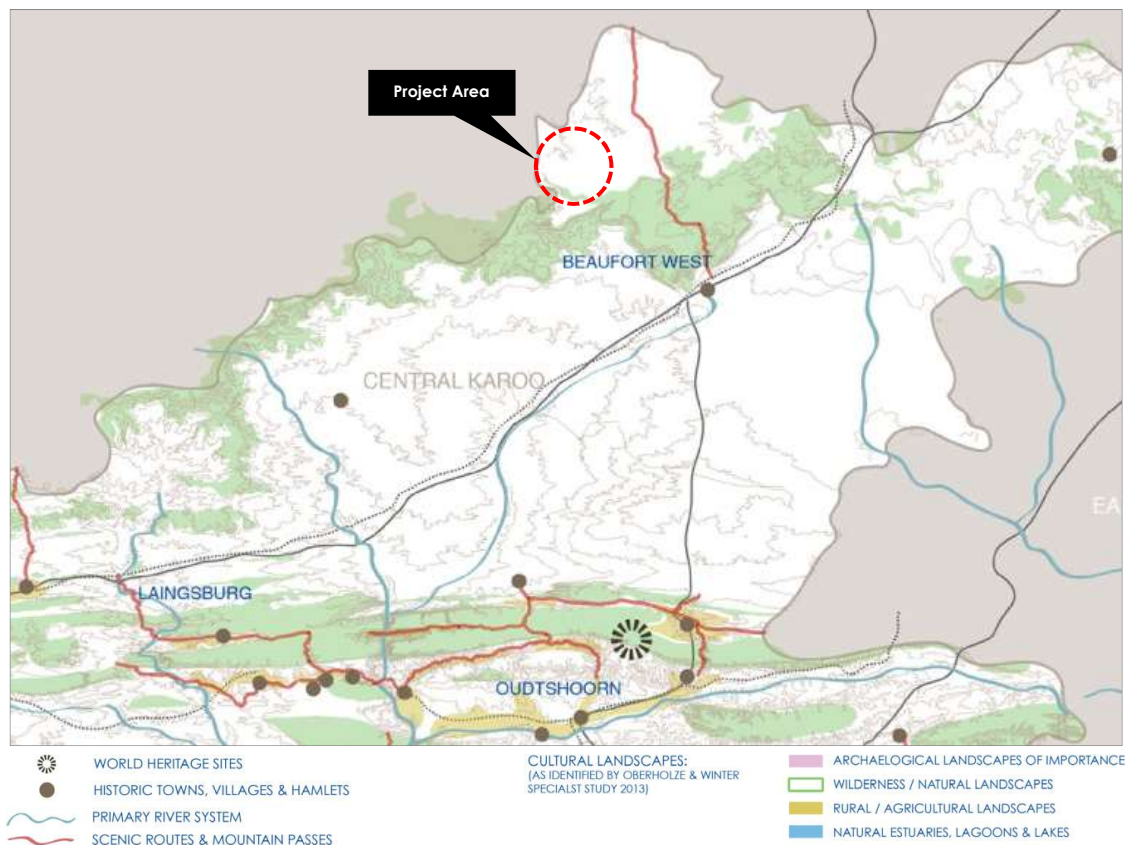 Project Area
BEAUFORT WEST
CENTRAL KAROO
EA
LAINGSBURG
OUDTSHOORN
WORLD HERITAGE SITES
HISTORIC TOWNS, VILLAGES & HAMLETS
PRIMARY RIVER SYSTEM
SCENIC ROUTES & MOUNTAIN PASSES
CULTURAL LANDSCAPES:
(AS IDENTIFIED BY OBERHOLZE & WINTER
SPECIALIST STUDY 2013)
ARCHAELOGICAL LANDSCAPES OF IMPORTANCE
WILDERNESS / NATURAL LANDSCAPES
RURAL / AGRICULTURAL LANDSCAPES
NATURAL ESTUARIES, LAGOONS & LAKES